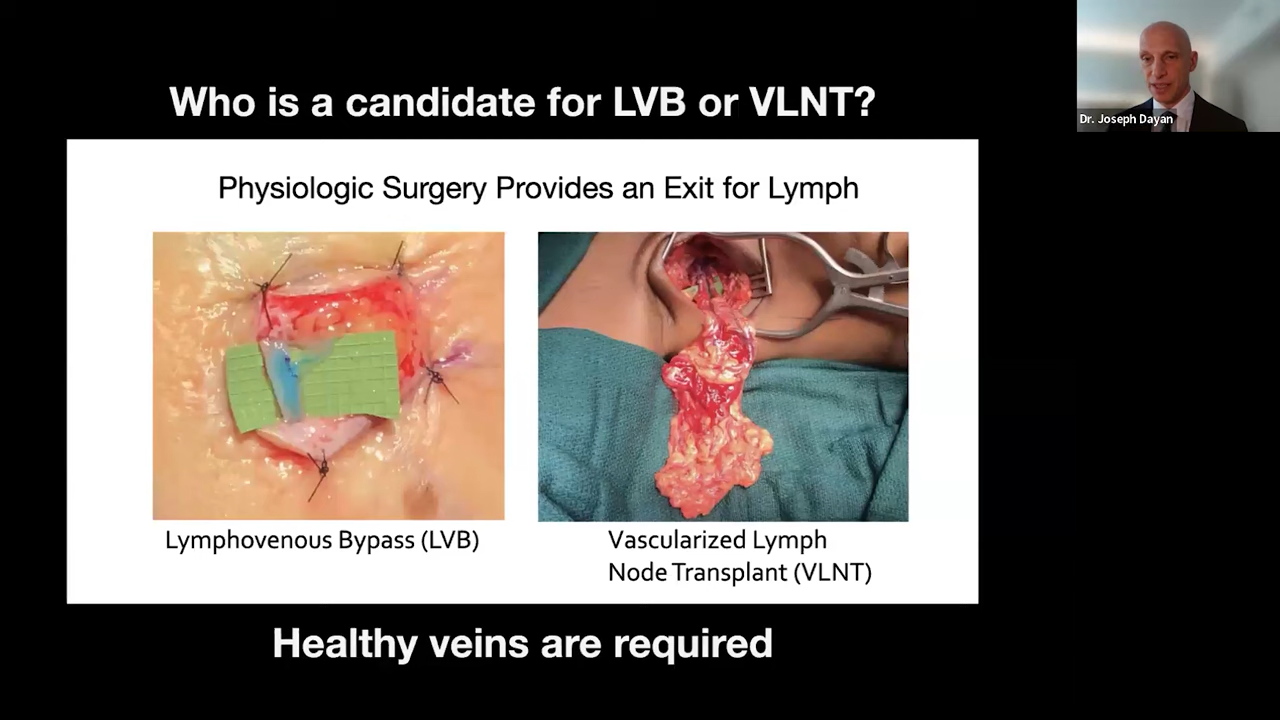 Who is a candidate for LVB or VLNT?
Dr. Joseph Dayan
Physiologic Surgery Provides an Exit for Lymph
Lymphovenous Bypass (LVB)
Vascularized Lymph
Node Transplant (VLNT)
Healthy veins are required